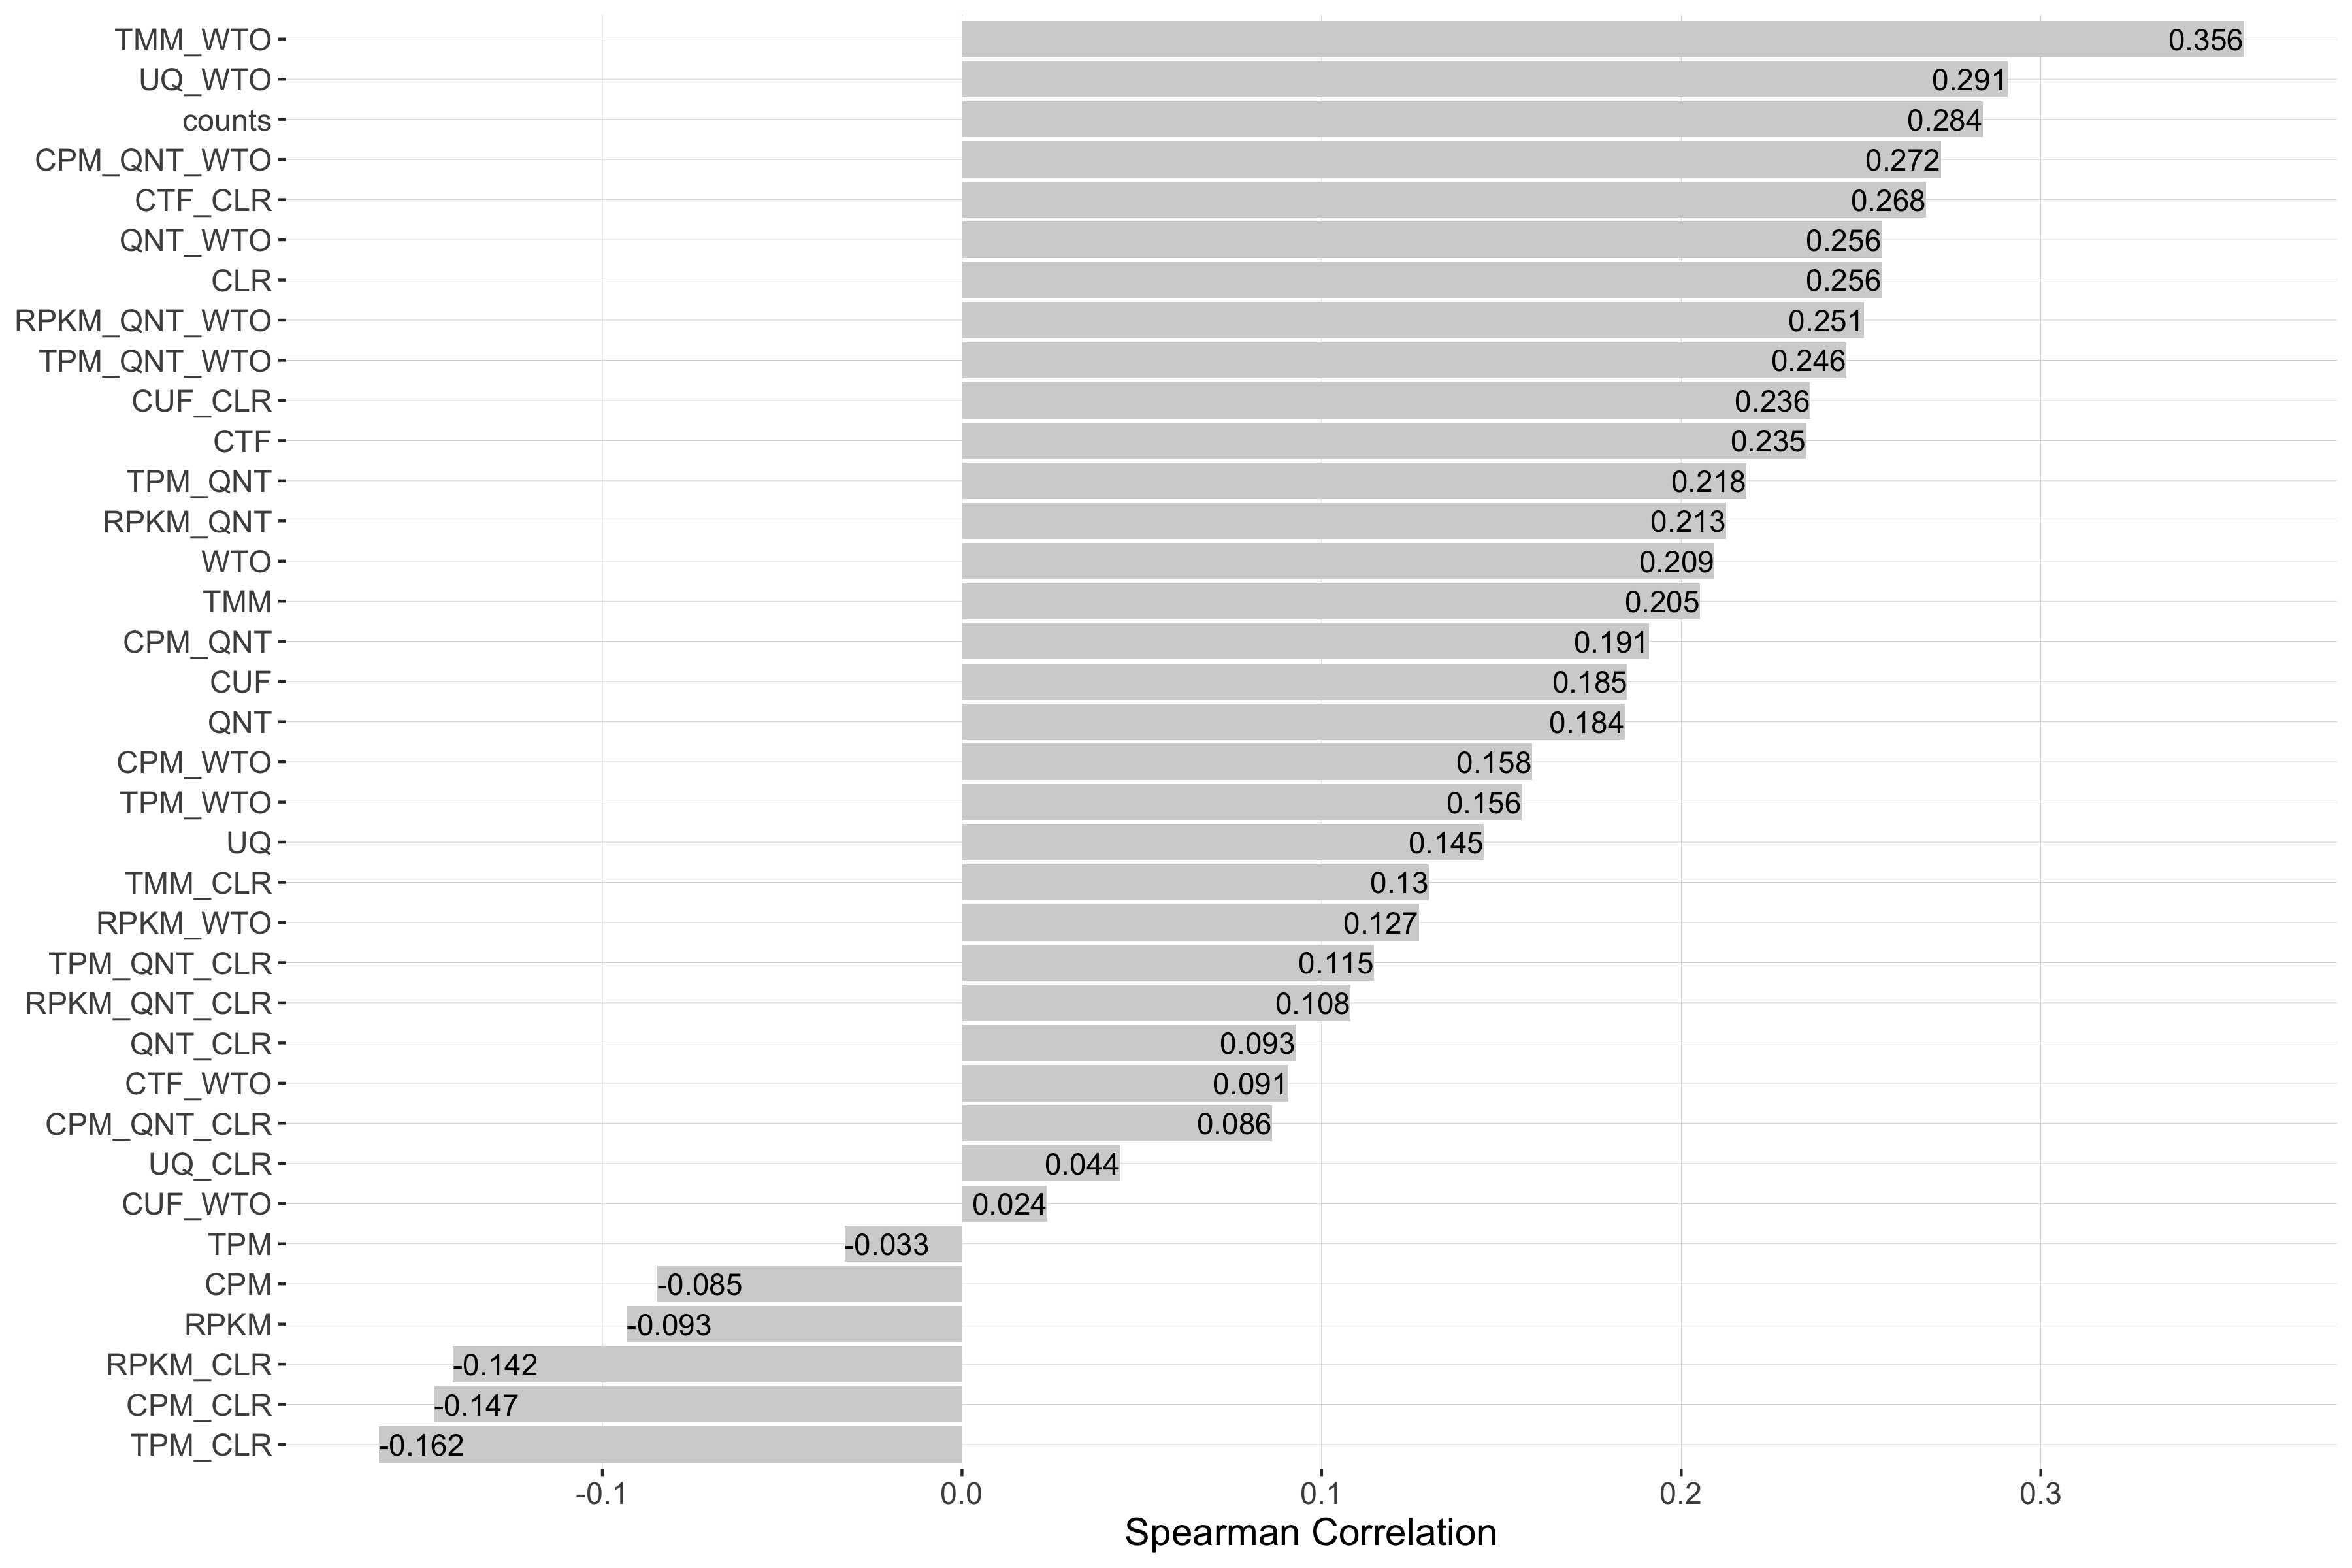 TMM_WTO 0.356
UQ_WTO 0.291
counts 0.284
CPM_QNT_WTO 0.272
CTF_CLR 0.268
QNT_WTO 0.256
CLR 0.256
RPKM_QNT_WTO 0.251
TPM_QNT_WTO 0.246
CUF_CLR 0.236
CTF 0.235
TPM_QNT 0.218
RPKM_QNT 0.213
WTO 0.209
TMM 0.205
CPM_QNT 0.191
CUF 0.185
QNT 0.184
CPM_WTO 0.158
TPM_WTO 0.156
UQ 0.145
TMM_CLR 0.13
RPKM_WTO 0.127
TPM_QNT_CLR 0.115
RPKM_QNT_CLR 0.108
QNT_CLR 0.093
CTF_WTO 0.091
CPM_QNT_CLR 0.086
UQ_CLR 0.044
CUF_WTO 0.024
TPM -0.033
CPM -0.085
RPKM -0.093
RPKM_CLR -0.142
CPM_CLR -0.147
TPM_CLR -0.162
-0.1 0.0 0.1 0.2 0.3
Spearman Correlation